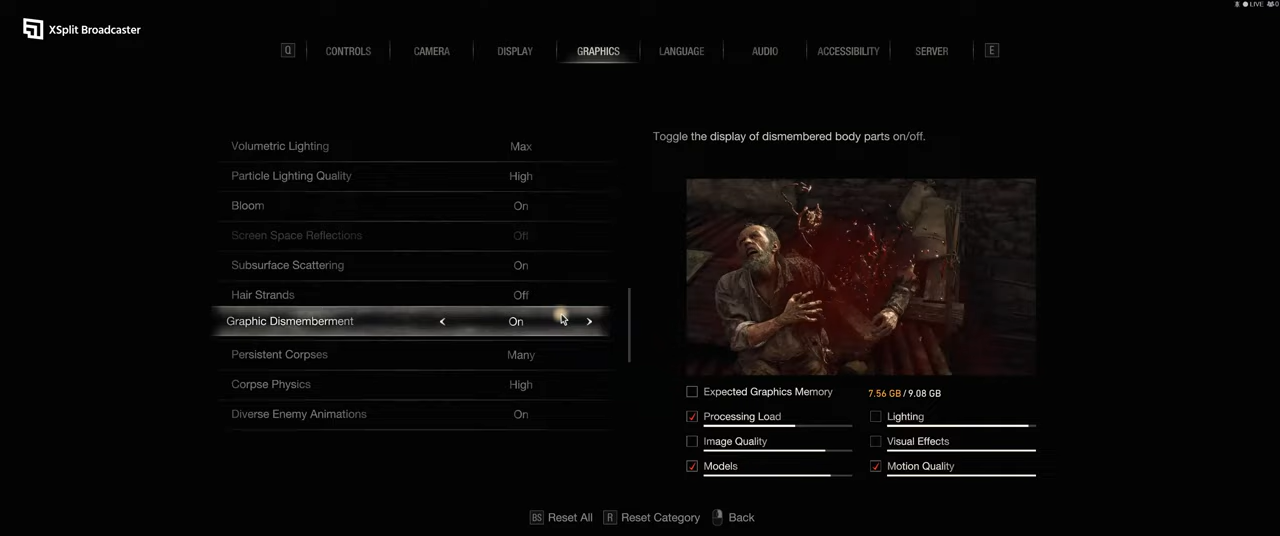 LIVE
XSplit Broadcaster
Q CONTROLS CAMERA DISPLAY GRAPHICS LANGUAGE AUDIO ACCESSIBILITY SERVER E
Toggle the display of dismembered body parts on/off.
Volumetric Lighting Max
Particle Lighting Quality High
Bloom On
Screen Space Reflections Off
Subsurface Scattering On
Hair Strands Off
Graphic Dismemberment < On >
Persistent Corpses Many
Corpse Physics High
Diverse Enemy Animations On
Expected Graphics Memory 7.56 GB / 9.08 GB
Processing Load Lighting
Image Quality Visual Effects
Models Motion Quality
BS Reset All R Reset Category Back